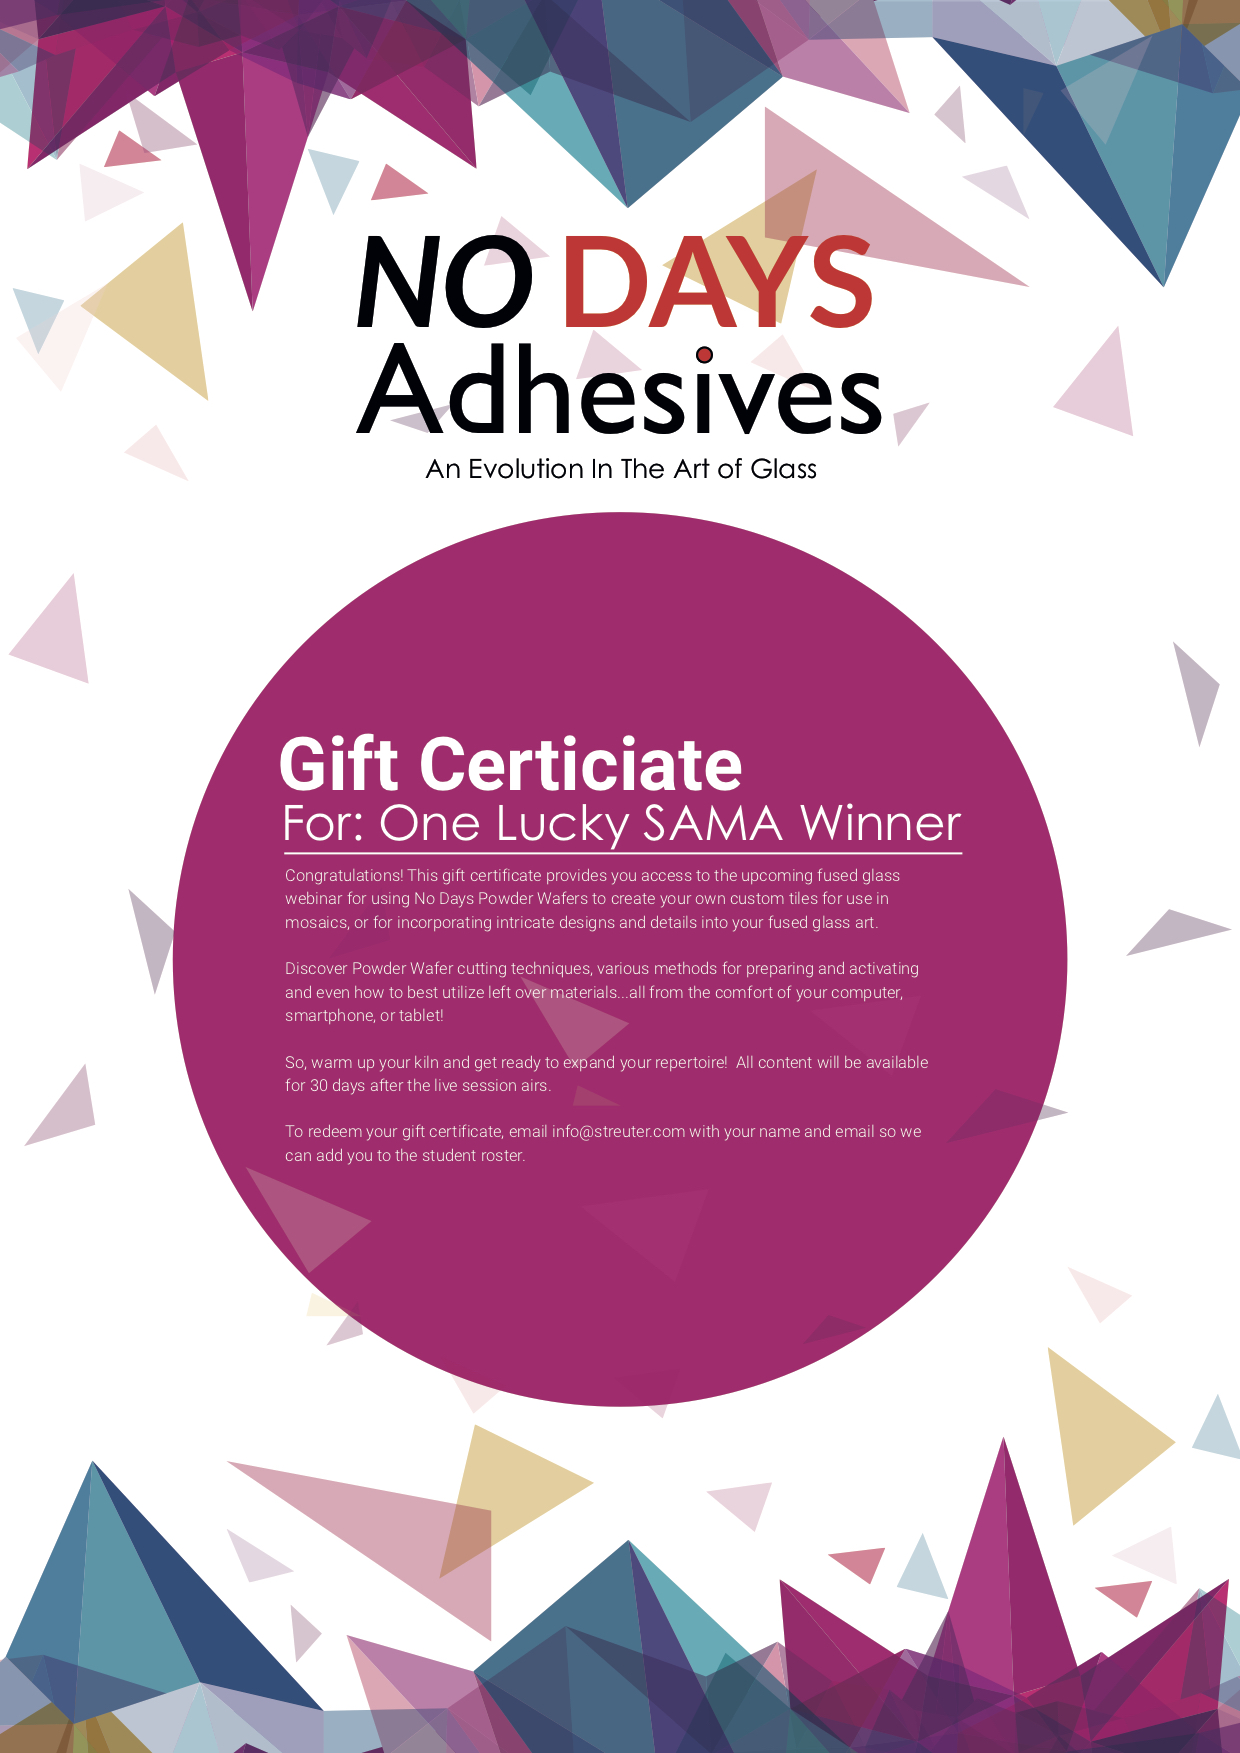 NO DAYS
Adhesives
An Evolution In The Art of Glass
Gift Certiciate
For: One Lucky SAMA Winner
Congratulations! This gift certificate provides you access to the upcoming fused glass
webinar for using No Days Powder Wafers to create your own custom tiles for use in
mosaics, or for incorporating intricate designs and details into your fused glass art.
Discover Powder Wafer cutting techniques, various methods for preparing and activating
and even how to best utilize left over materials...all from the comfort of your computer,
smartphone, or tablet!
So, warm up your kiln and get ready to expand your repertoire!  All content will be available
for 30 days after the live session airs.
To redeem your gift certificate, email info@streuter.com with your name and email so we
can add you to the student roster.